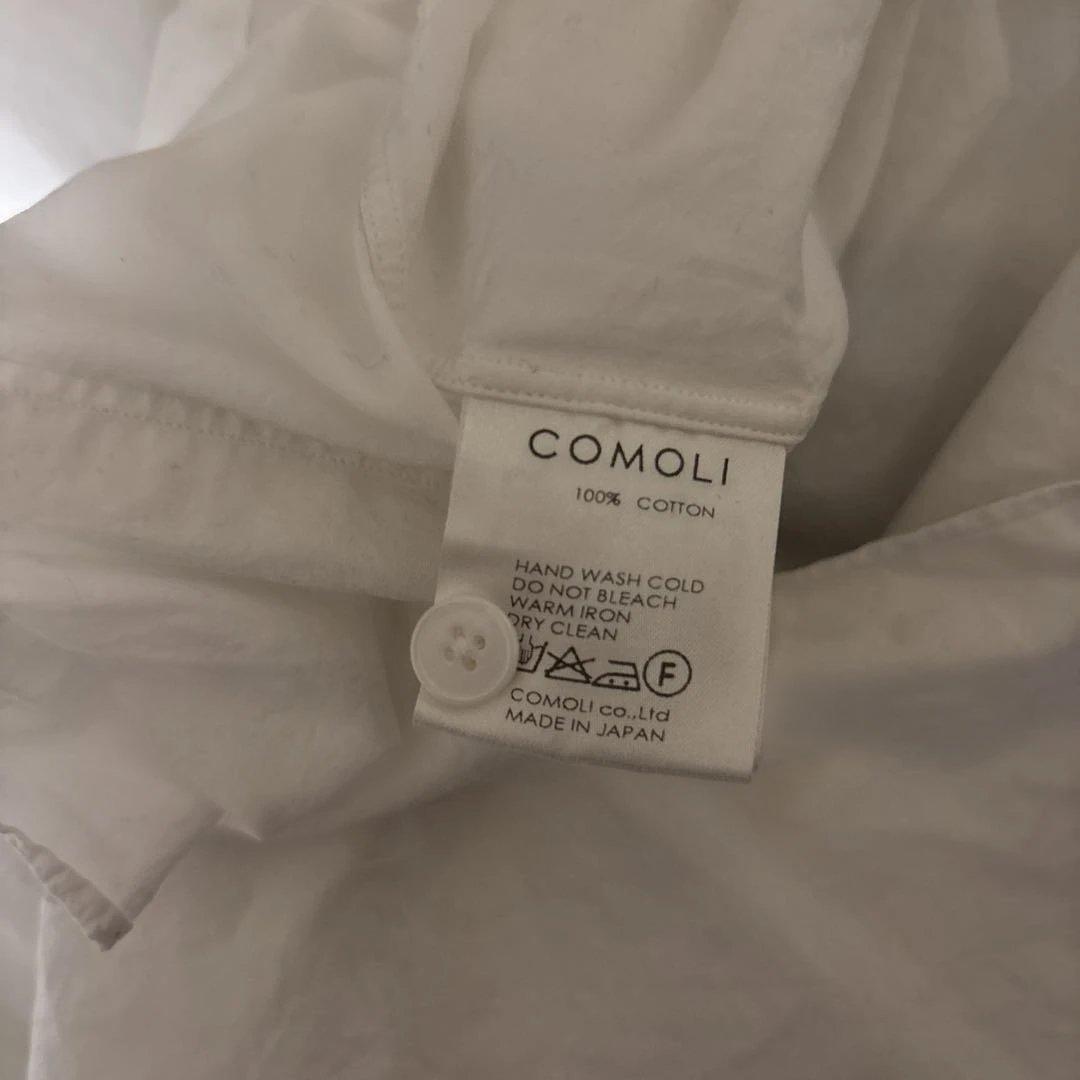 COMOLI
100% COTTON
HAND WASH COLD
DO NOT BLEACH
WARM IRON
DRY CLEAN
F
COMOLI co.,Ltd
MADE IN JAPAN